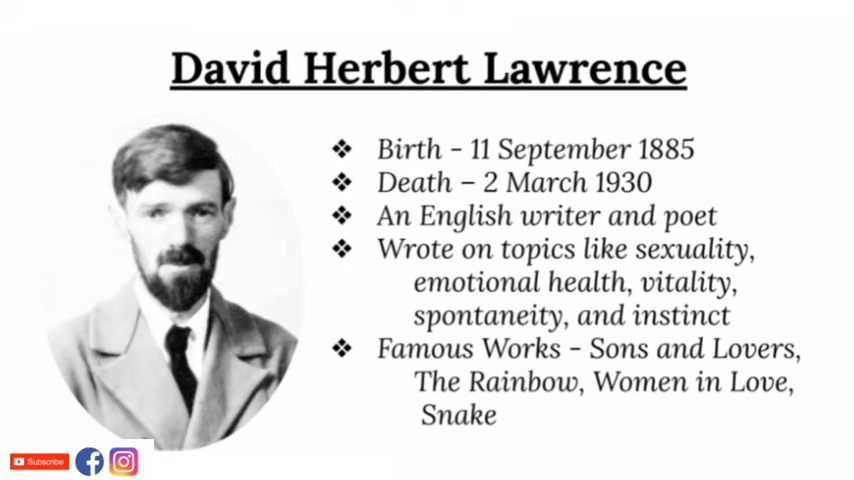 David Herbert Lawrence
❖ Birth - 11 September 1885
❖ Death – 2 March 1930
❖ An English writer and poet
❖ Wrote on topics like sexuality,
emotional health, vitality,
spontaneity, and instinct
❖ Famous Works - Sons and Lovers,
The Rainbow, Women in Love,
Snake
Subscribe